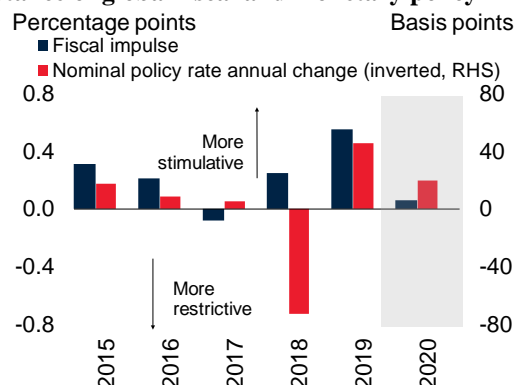 Percentage points Basis points
Fiscal impulse
Nominal policy rate annual change (inverted, RHS)
0.8 80
More
stimulative
0.4 40
0.0 0
-0.4 -40
More
restrictive
-0.8 -80
2015 2016 2017 2018 2019 2020